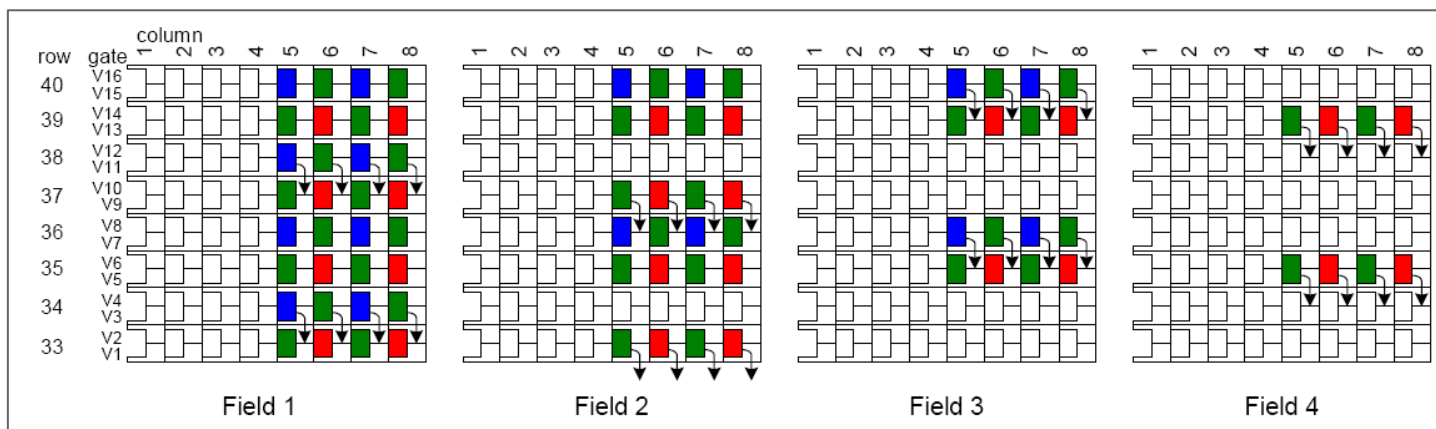 column
row gate 1 2 3 4 5 6 7 8
40 V16 V15
39 V14 V13
38 V12 V11
37 V10 V9
36 V8 V7
35 V6 V5
34 V4 V3
33 V2 V1
Field 1
1 2 3 4 5 6 7 8
Field 2
1 2 3 4 5 6 7 8
Field 3
1 2 3 4 5 6 7 8
Field 4